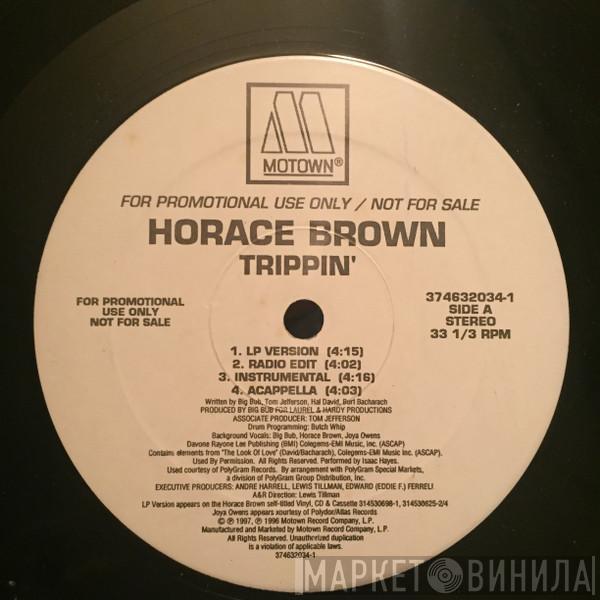 MOTOWN®
FOR PROMOTIONAL USE ONLY / NOT FOR SALE
HORACE BROWN
TRIPPIN'
FOR PROMOTIONAL
USE ONLY
NOT FOR SALE
374632034-1
SIDE A
STEREO
33 1/3 RPM
1. LP VERSION (4:15)
2. RADIO EDIT (4:02)
3. INSTRUMENTAL (4:16)
4. ACAPPELLA (4:03)
Written by Big Bub, Tom Jefferson, Hal David, Burt Bacharach
PRODUCED BY BIG BUB FOR LAUREL & HARDY PRODUCTIONS
ASSOCIATE PRODUCER: TOM JEFFERSON
Drum Programming: Butch Whip
Background Vocals: Big Bub, Horace Brown, Joya Owens
Davone Rayone Lee Publishing (BMI) Colegems-EMI Music, Inc. (ASCAP)
Contains elements from "The Look Of Love" (David/Bacharach), Colegems-EMI Music Inc. (ASCAP).
Used By Permission. All Rights Reserved. Performed by Isaac Hayes.
Used courtesy of PolyGram Records. By arrangement with PolyGram Special Markets,
a division of PolyGram Group Distribution, Inc.
EXECUTIVE PRODUCERS: ANDRE HARRELL, LEWIS TILLMAN, EDWARD (EDDIE F.) FERRELL
A&R Direction: Lewis Tillman
LP Version appears on the Horace Brown self-titled Vinyl, CD & Cassette 314530698-1, 314530625-2/4
Joya Owens appears courtesy of Polydor/Atlas Records
© ℗ 1997, ℗ 1996 Motown Record Company, L.P.
Manufactured and Marketed by Motown Record Company, L.P.
All Rights Reserved. Unauthorized duplication
is a violation of applicable laws.
374632034-1
МАРКЕТ ВИНИЛА